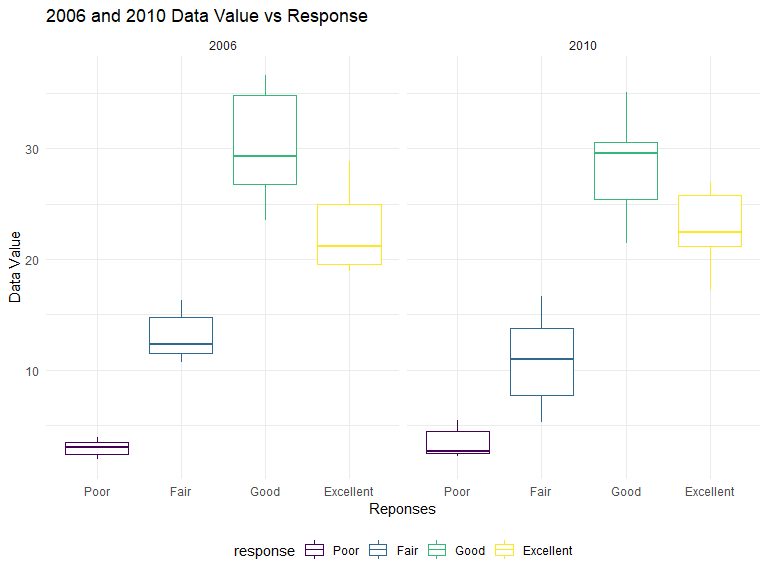 2006 and 2010 Data Value vs Response
2006 2010
30
20
10
Data Value
Poor Fair Good Excellent Poor Fair Good Excellent
Reponses
response Poor Fair Good Excellent